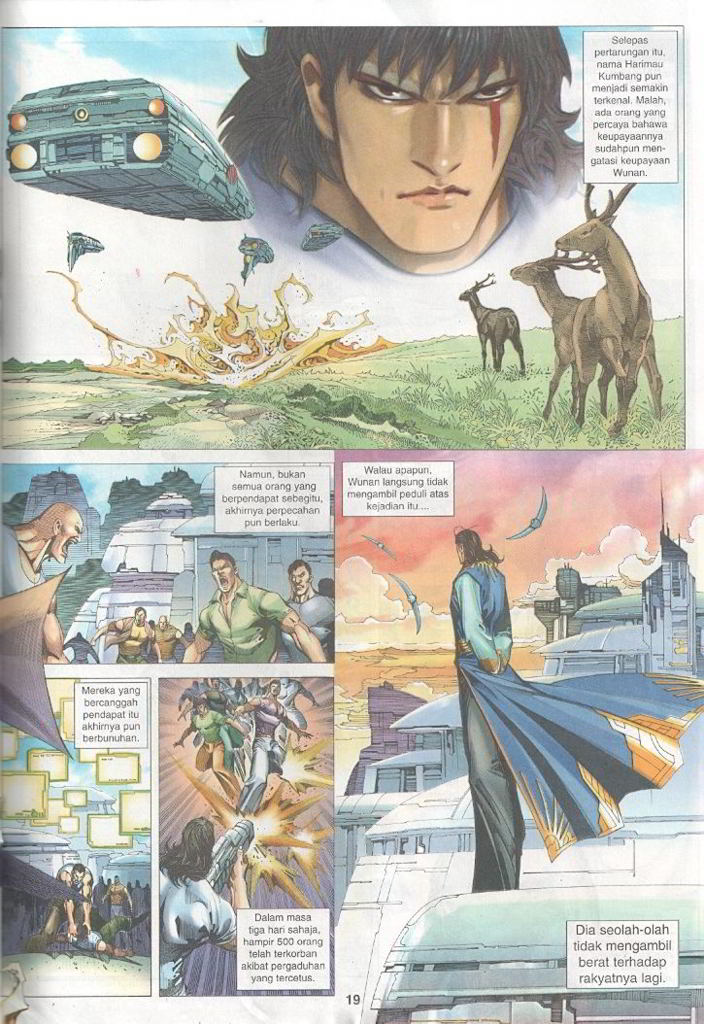 Selepas
pertarungan itu,
nama Harimau
Kumbang pun
menjadi semakin
terkenal. Malah,
ada orang yang
percaya bahawa
keupayaannya
sudahpun men-
gatasi keupayaan
Wunan.
Namun, bukan
semua orang yang
berpendapat sebegitu,
akhirnya perpecahan
pun berlaku.
Walau apapun,
Wunan langsung tidak
mengambil peduli atas
kejadian itu....
Mereka yang
bercanggah
pendapat itu
akhirnya pun
berbunuhan.
Dalam masa
tiga hari sahaja,
hampir 500 orang
telah terkorban
akibat pergaduhan
yang tercetus.
Dia seolah-olah
tidak mengambil
berat terhadap
rakyatnya lagi.
19